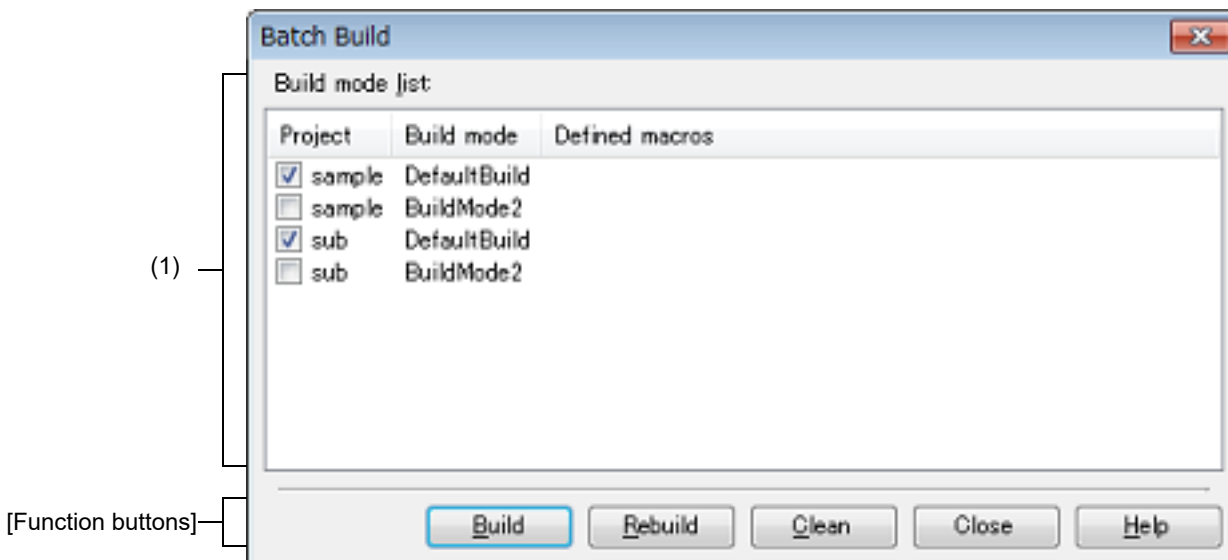 Batch Build
Build mode list:
Project Build mode Defined macros
sample DefaultBuild
sample BuildMode2
sub DefaultBuild
sub BuildMode2
(1)
[Function buttons]
Build Rebuild Clean Close Help